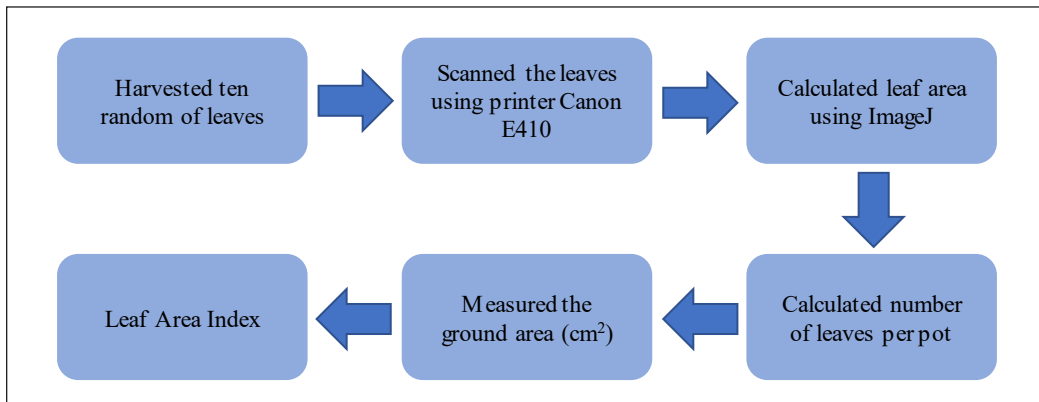 Harvested ten
random of leaves
Scanned the leaves
using printer Canon
E410
Calculated leaf area
using ImageJ
Calculated number
of leaves per pot
Measured the
ground area (cm²)
Leaf Area Index